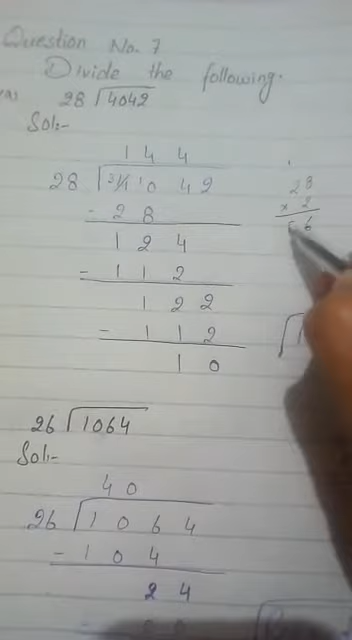 Question No. 7
Divide the following.
(a) 28 √4042
Sol:-
1 4 4
28 √4 0 4 2
- 2 8
1 2 4
- 1 1 2
1 2 2
- 1 1 2
1 0
28
× 2
56
26 √1064
Sol:-
4 0
26 √1 0 6 4
- 1 0 4
2 4